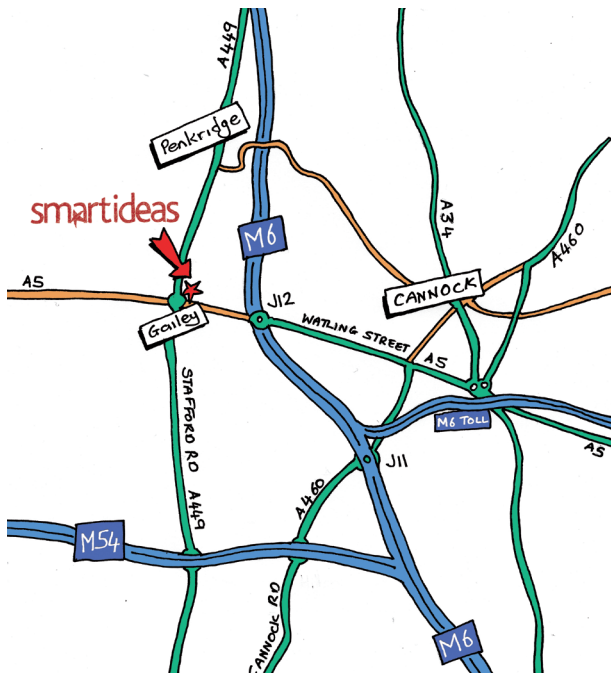 A449
Penkridge
smartideas
M6
A34
A460
A5
J12
CANNOCK
Gailey
WATLING STREET
A5
STAFFORD RD
M6 TOLL
A5
J11
A460
A449
M54
CANNOCK RD
M6